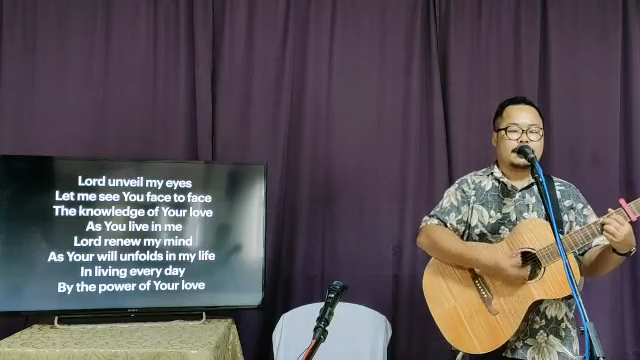 Lord unveil my eyes
Let me see You face to face
The knowledge of Your love
As You live in me
Lord renew my mind
As Your will unfolds in my life
In living every day
By the power of Your love